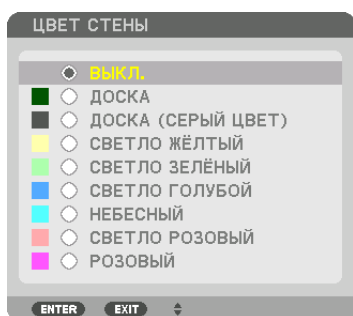 ЦВЕТ СТЕНЫ
ВЫКЛ.
ДОСКА
ДОСКА (СЕРЫЙ ЦВЕТ)
СВЕТЛО ЖЁЛТЫЙ
СВЕТЛО ЗЕЛЁНЫЙ
СВЕТЛО ГОЛУБОЙ
НЕБЕСНЫЙ
СВЕТЛО РОЗОВЫЙ
РОЗОВЫЙ
ENTER EXIT